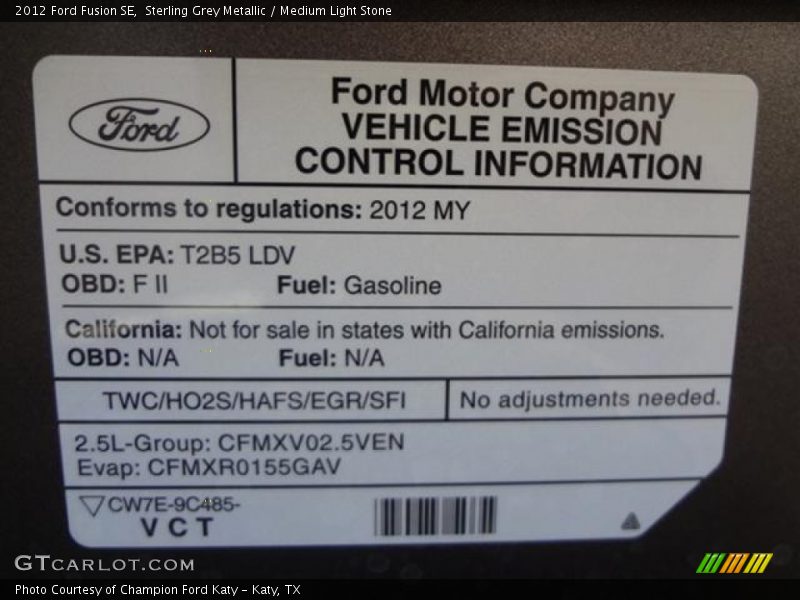 2012 Ford Fusion SE, Sterling Grey Metallic / Medium Light Stone
Ford
Ford Motor Company
VEHICLE EMISSION
CONTROL INFORMATION
Conforms to regulations: 2012 MY
U.S. EPA: T2B5 LDV
OBD: F II Fuel: Gasoline
California: Not for sale in states with California emissions.
OBD: N/A Fuel: N/A
TWC/HO2S/HAFS/EGR/SFI No adjustments needed.
2.5L-Group: CFMXV02.5VEN
Evap: CFMXR0155GAV
CW7E-9C485-
VCT
GTCARLOT.COM
Photo Courtesy of Champion Ford Katy - Katy, TX